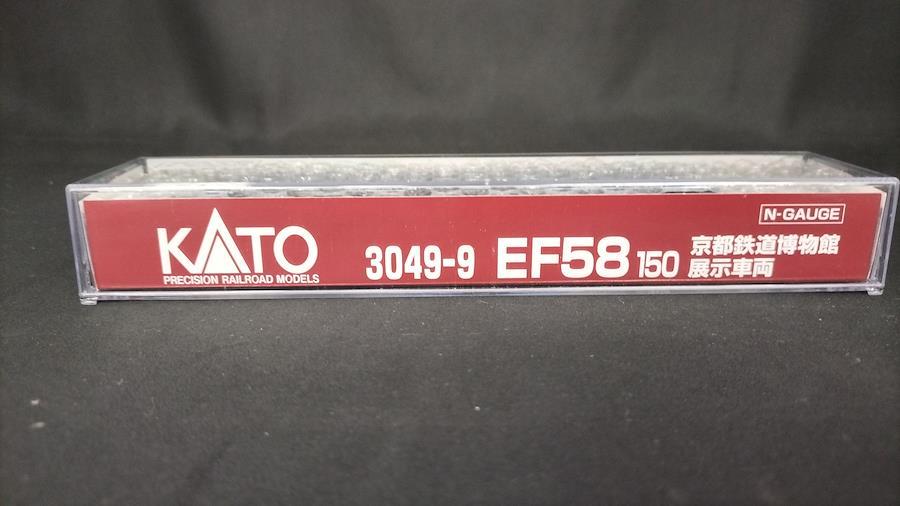 KATO
PRECISION RAILROAD MODELS
3049-9 EF58 150
N-GAUGE
京都鉄道博物館
展示車両